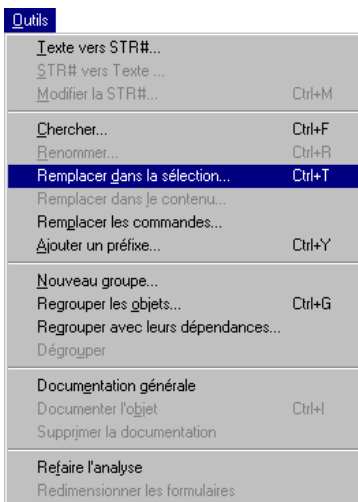 Outils
Texte vers STR#...
STR# vers Texte ...
Modifier la STR#... Ctrl+M
Chercher... Ctrl+F
Renommer... Ctrl+R
Remplacer dans la sélection... Ctrl+T
Remplacer dans le contenu...
Remplacer les commandes...
Ajouter un préfixe... Ctrl+Y
Nouveau groupe...
Regrouper les objets... Ctrl+G
Regrouper avec leurs dépendances...
Dégrouper
Documentation générale
Documenter l'objet Ctrl+I
Supprimer la documentation
Refaire l'analyse
Redimensionner les formulaires